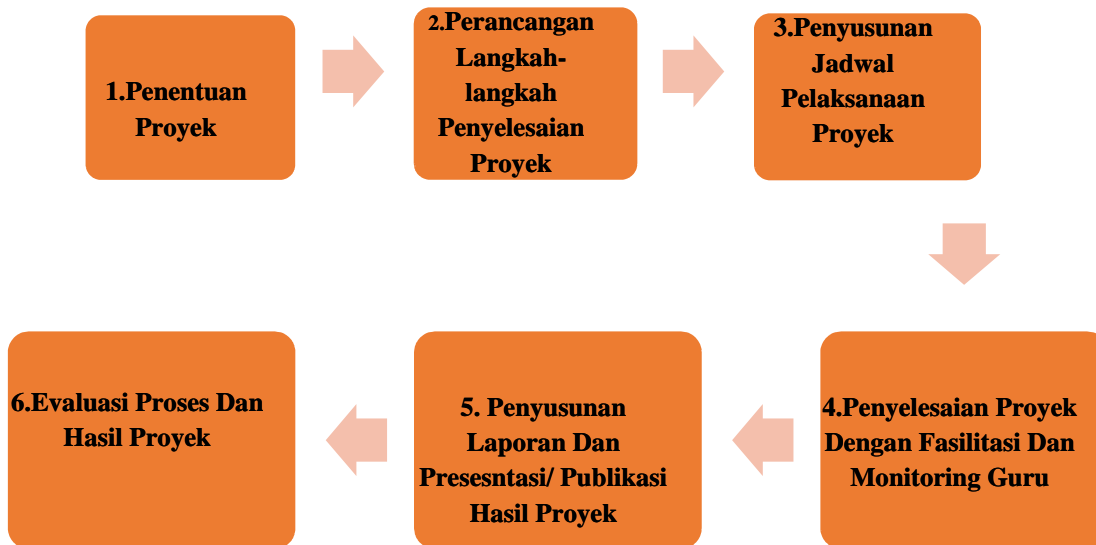 1.Penentuan
Proyek
2.Perancangan
Langkah-
langkah
Penyelesaian
Proyek
3.Penyusunan
Jadwal
Pelaksanaan
Proyek
4.Penyelesaian Proyek
Dengan Fasilitasi Dan
Monitoring Guru
5. Penyusunan
Laporan Dan
Presesntasi/ Publikasi
Hasil Proyek
6.Evaluasi Proses Dan
Hasil Proyek